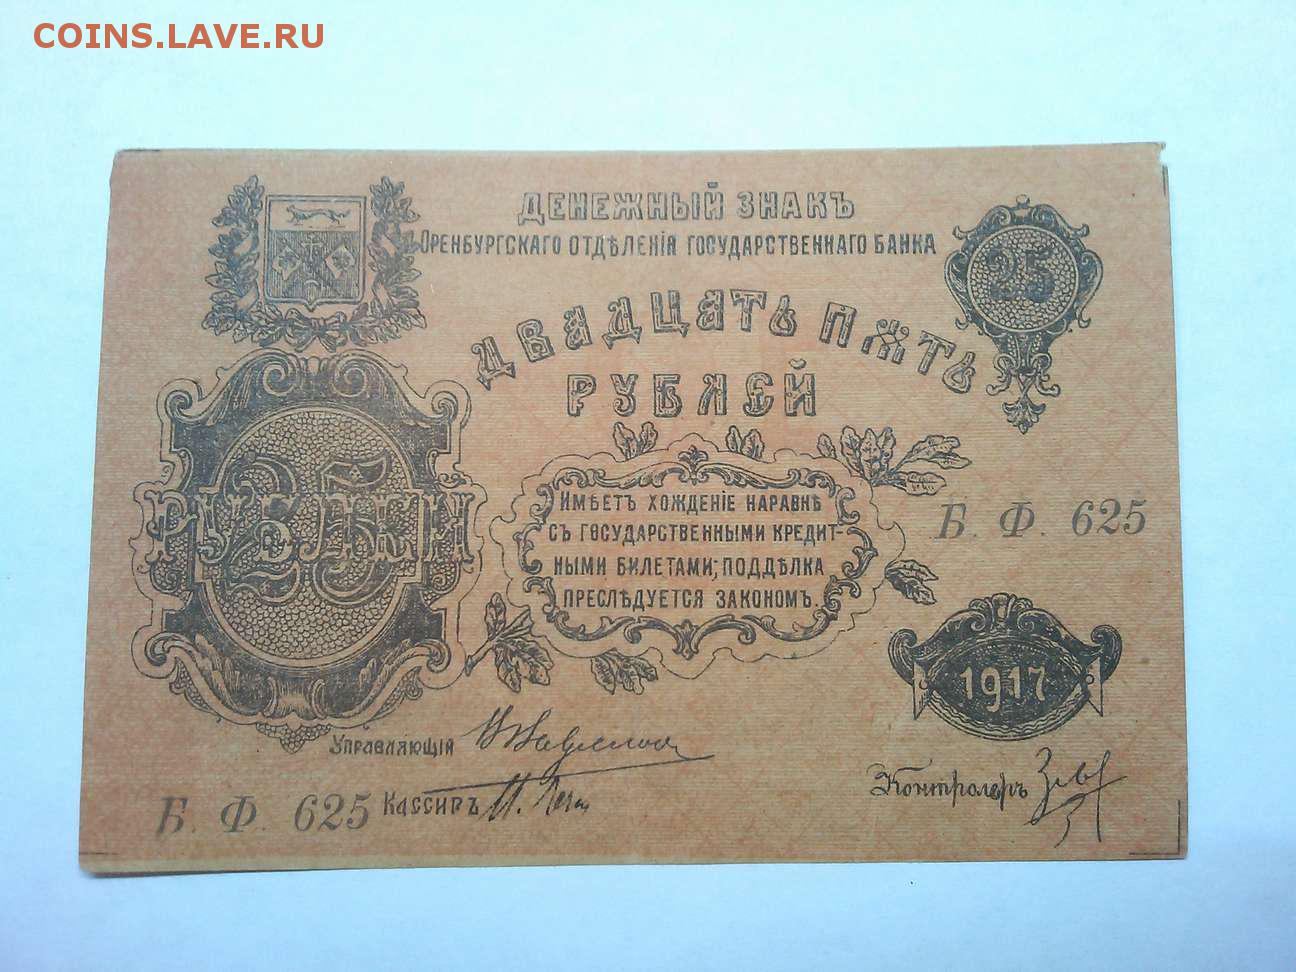 COINS.LAVE.RU
ДЕНЕЖНЫЙ ЗНАКЪ
ОРЕНБУРГСКАГО ОТДѢЛЕНІЯ ГОСУДАРСТВЕННАГО БАНКА
25
ДВАДЦАТЬ ПЯТЬ
РУБЛЕЙ
25
РУБЛЕЙ
ИМѢЕТЪ ХОЖДЕНІЕ НАРАВНѢ
СЪ ГОСУДАРСТВЕННЫМИ КРЕДИТ-
НЫМИ БИЛЕТАМИ; ПОДДѢЛКА
ПРЕСЛѢДУЕТСЯ ЗАКОНОМЪ.
Б. Ф. 625
1917
УПРАВЛЯЮЩІЙ
Контролеръ
Б. Ф. 625
КАССИРЪ